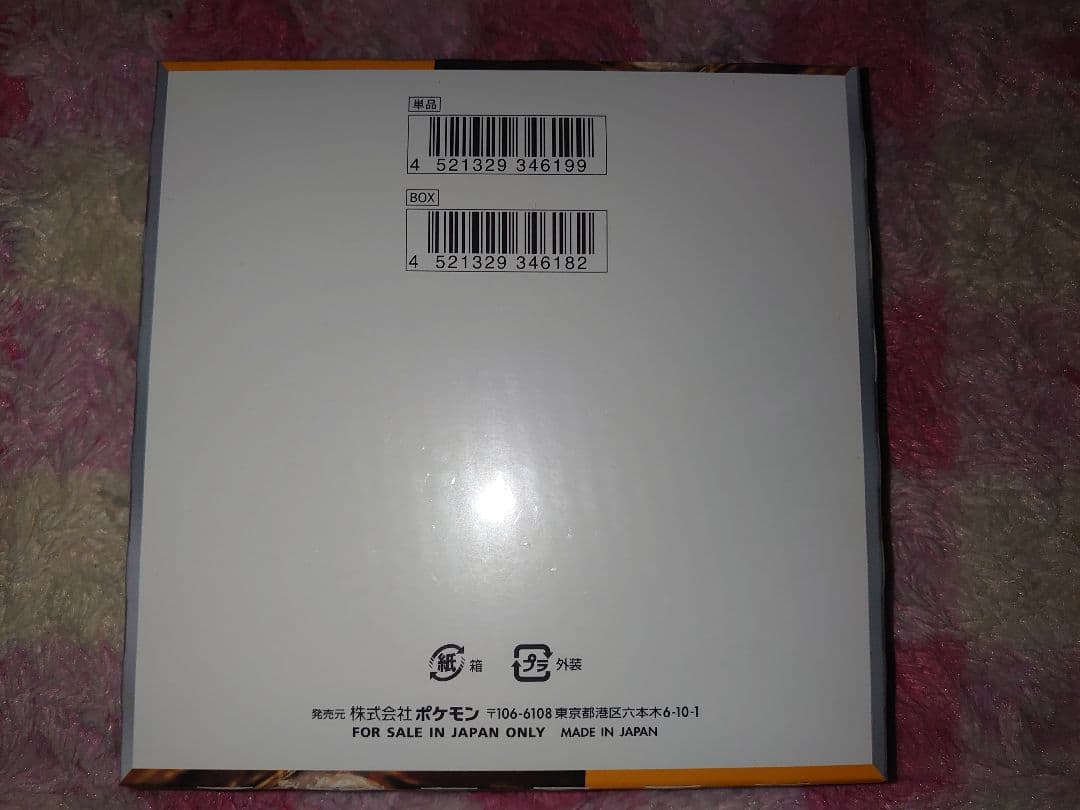 単品
4 521329 346199
BOX
4 521329 346182
紙 箱 プラ 外装
発売元 株式会社ポケモン 〒106-6108 東京都港区六本木6-10-1
FOR SALE IN JAPAN ONLY MADE IN JAPAN